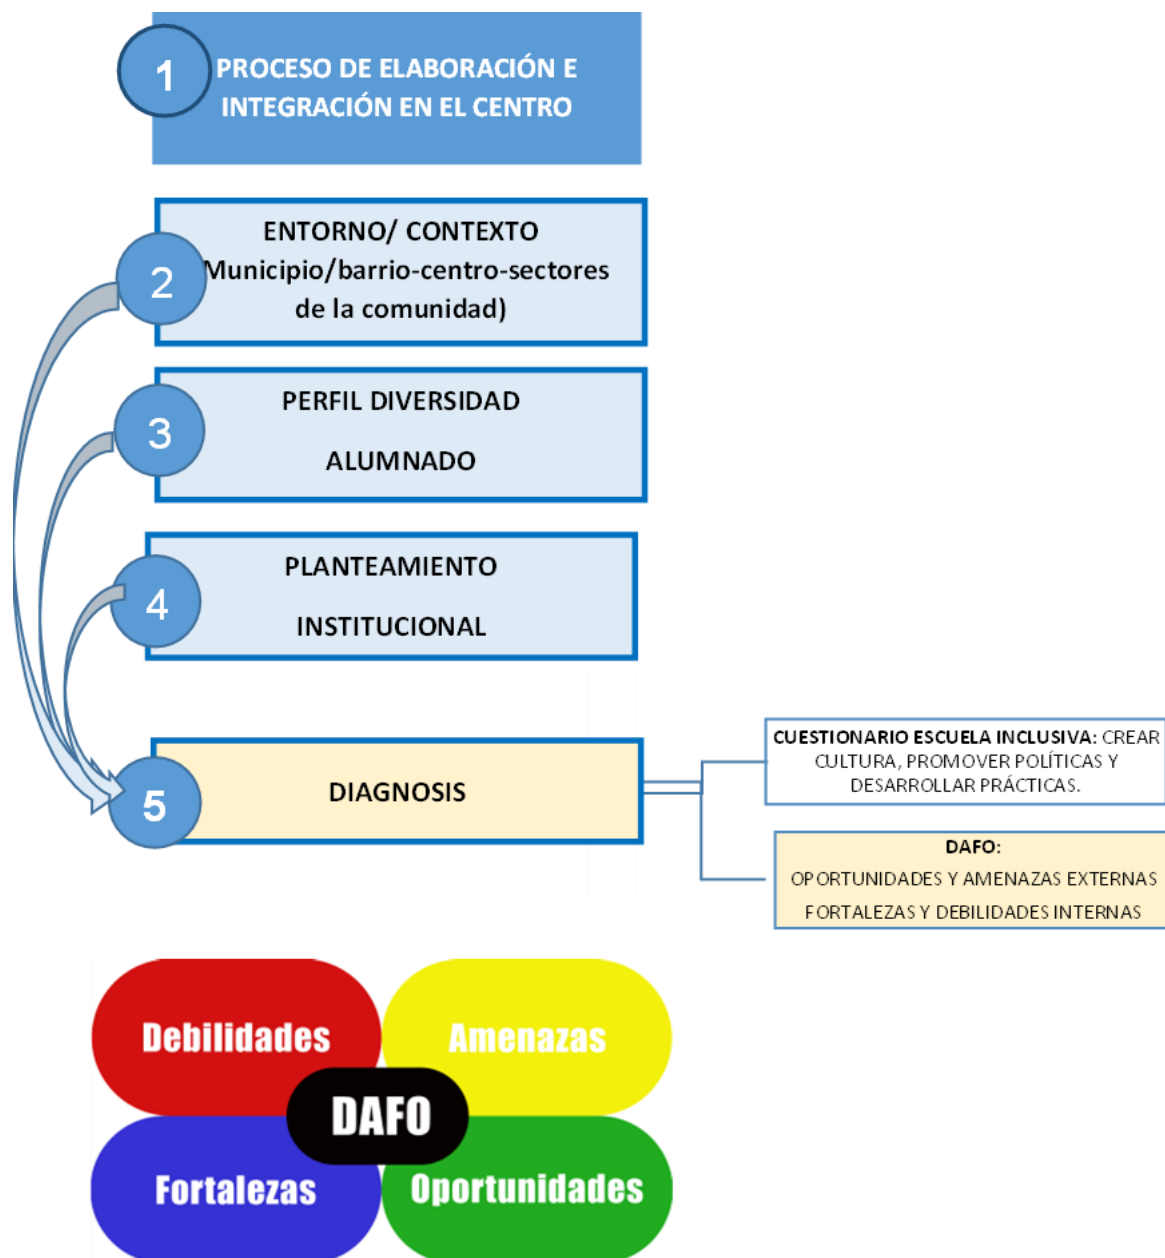 1
PROCESO DE ELABORACIÓN E
INTEGRACIÓN EN EL CENTRO
2
ENTORNO/ CONTEXTO
Municipio/barrio-centro-sectores
de la comunidad)
3
PERFIL DIVERSIDAD
ALUMNADO
4
PLANTEAMIENTO
INSTITUCIONAL
5
DIAGNOSIS
CUESTIONARIO ESCUELA INCLUSIVA: CREAR
CULTURA, PROMOVER POLÍTICAS Y
DESARROLLAR PRÁCTICAS.
DAFO:
OPORTUNIDADES Y AMENAZAS EXTERNAS
FORTALEZAS Y DEBILIDADES INTERNAS
Debilidades
Amenazas
DAFO
Fortalezas
Oportunidades